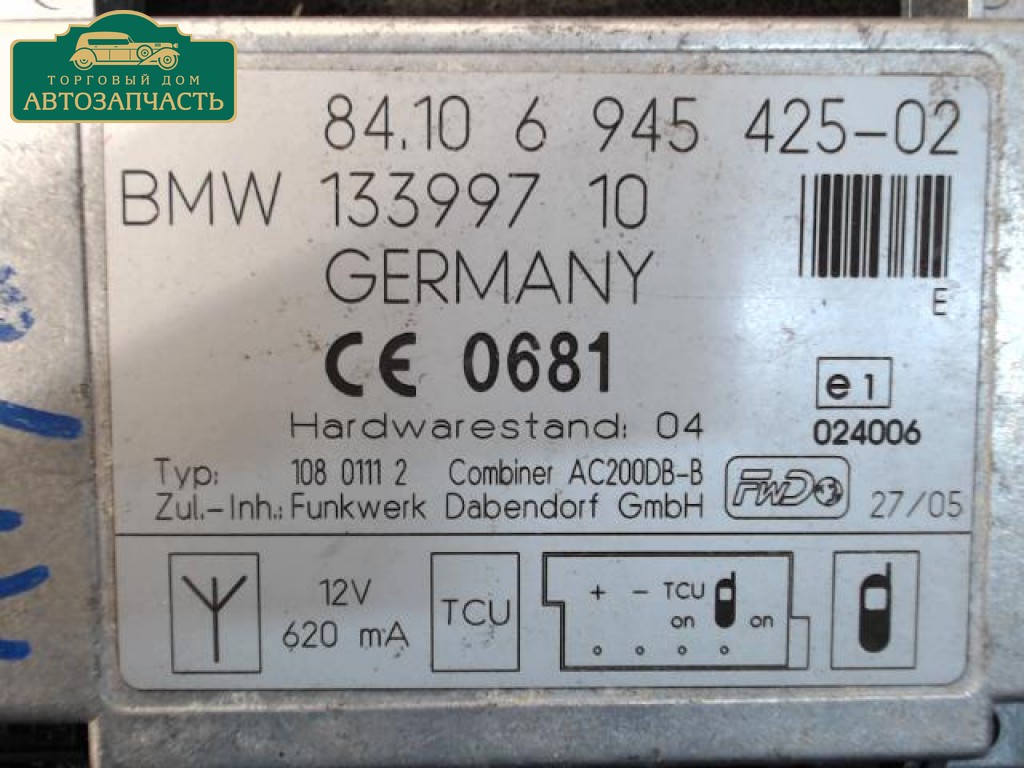 ТОРГОВЫЙ ДОМ
АВТОЗАПЧАСТЬ
84.10 6 945 425-02
BMW 133997 10
GERMANY
E
CE 0681
e1
Hardwarestand: 04
024006
Typ: 108 0111 2 Combiner AC200DB-B
FWD
Zul.-Inh.: Funkwerk Dabendorf GmbH 27/05
12V
620 mA
TCU
+ - TCU
on on